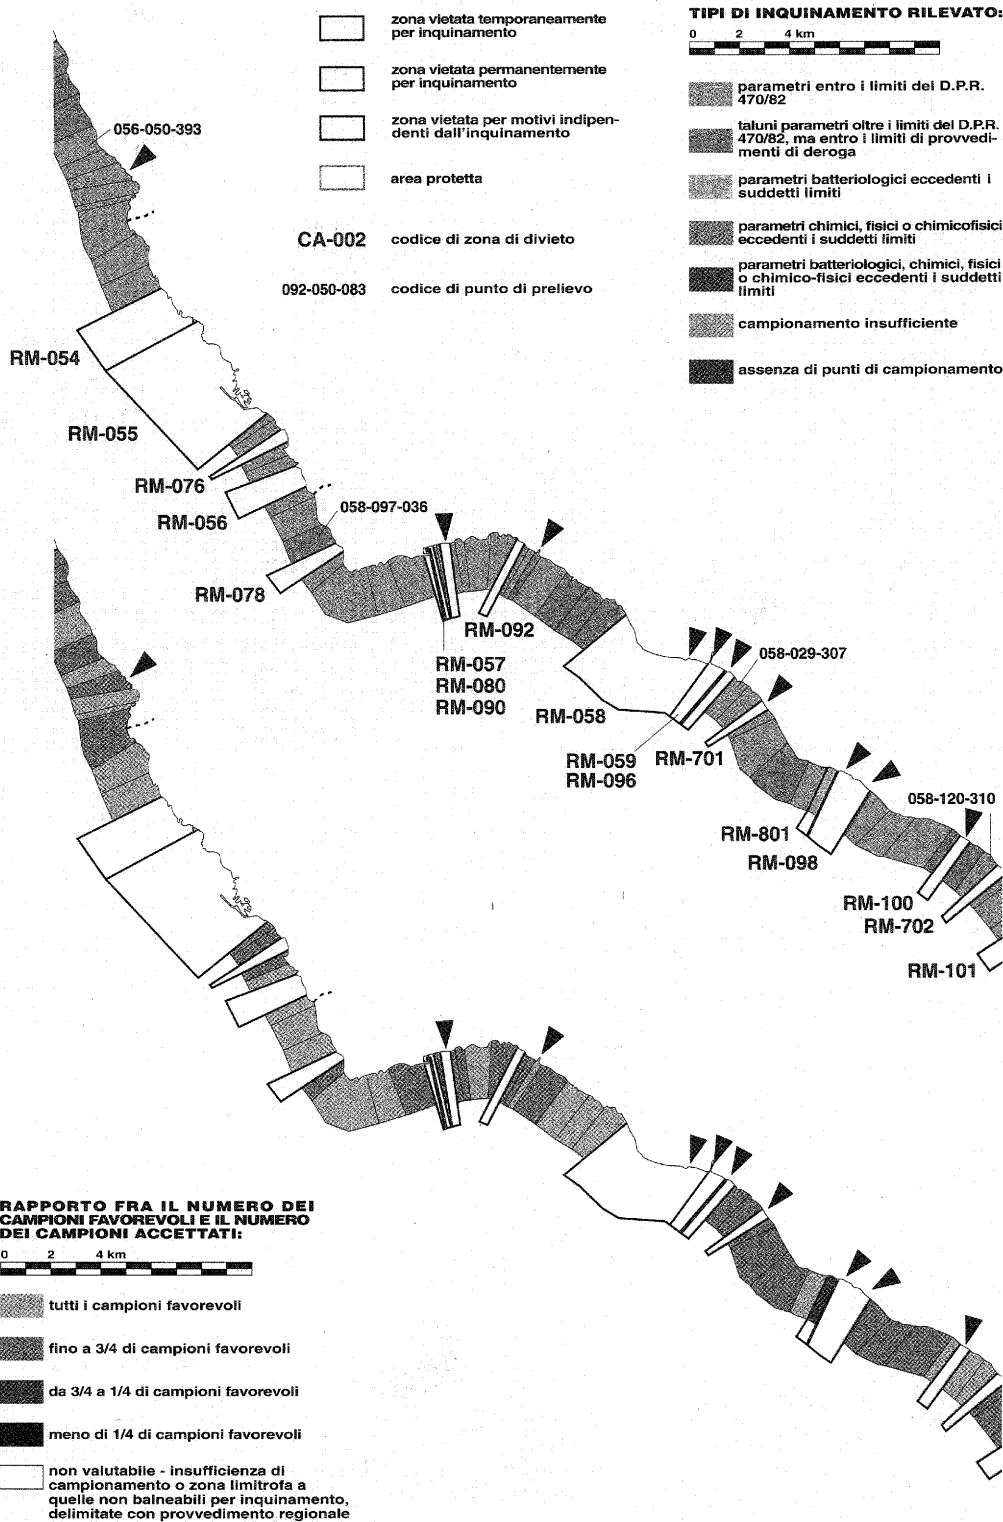 zona vietata temporaneamente
per inquinamento
zona vietata permanentemente
per inquinamento
zona vietata per motivi indipen-
denti dall'inquinamento
area protetta
CA-002 codice di zona di divieto
092-050-083 codice di punto di prelievo
TIPI DI INQUINAMENTO RILEVATO:
0 2 4 km
parametri entro i limiti del D.P.R.
470/82
taluni parametri oltre i limiti del D.P.R.
470/82, ma entro i limiti di provvedi-
menti di deroga
parametri batteriologici eccedenti i
suddetti limiti
parametri chimici, fisici o chimicofisici
eccedenti i suddetti limiti
parametri batteriologici, chimici, fisici
o chimico-fisici eccedenti i suddetti
limiti
campionamento insufficiente
assenza di punti di campionamento
056-050-393
RM-054
RM-055
RM-076
RM-056
058-097-036
RM-078
RM-092
RM-057
RM-080
RM-090
RM-058
058-029-307
RM-059
RM-096
RM-701
058-120-310
RM-801
RM-098
RM-100
RM-702
RM-101
RAPPORTO FRA IL NUMERO DEI
CAMPIONI FAVOREVOLI E IL NUMERO
DEI CAMPIONI ACCETTATI:
0 2 4 km
tutti i campioni favorevoli
fino a 3/4 di campioni favorevoli
da 3/4 a 1/4 di campioni favorevoli
meno di 1/4 di campioni favorevoli
non valutabile - insufficienza di
campionamento o zona limitrofa a
quelle non balneabili per inquinamento,
delimitate con provvedimento regionale